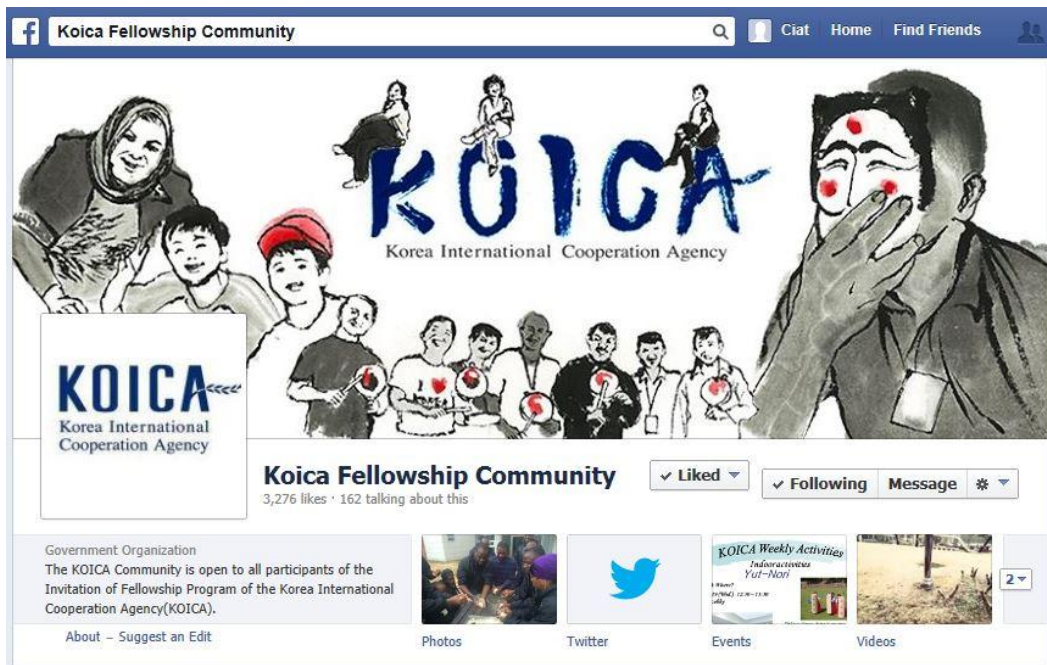 Koica Fellowship Community
Ciat Home Find Friends
KOICA
Korea International Cooperation Agency
KOICA
Korea International
Cooperation Agency
Koica Fellowship Community
3,276 likes · 162 talking about this
Liked
Following
Message
Government Organization
The KOICA Community is open to all participants of the
Invitation of Fellowship Program of the Korea International
Cooperation Agency(KOICA).
About – Suggest an Edit
KOICA Weekly Activities
Indooractivities
Yut-Nori
2
Photos
Twitter
Events
Videos